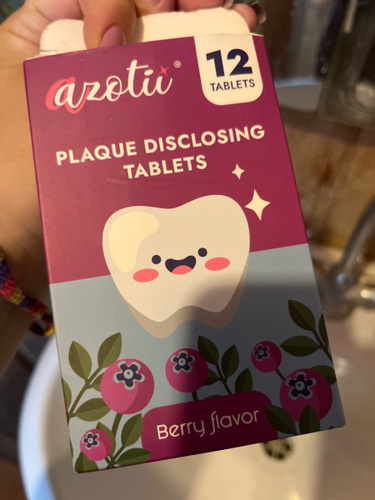 azotii®
12
TABLETS
PLAQUE DISCLOSING
TABLETS
Berry flavor